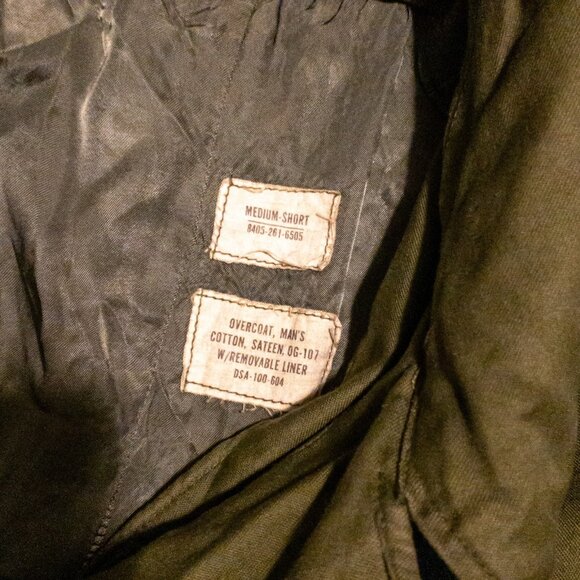 MEDIUM-SHORT
8405-261-6505
OVERCOAT, MAN'S
COTTON, SATEEN, OG-107
W/REMOVABLE LINER
DSA-100-604